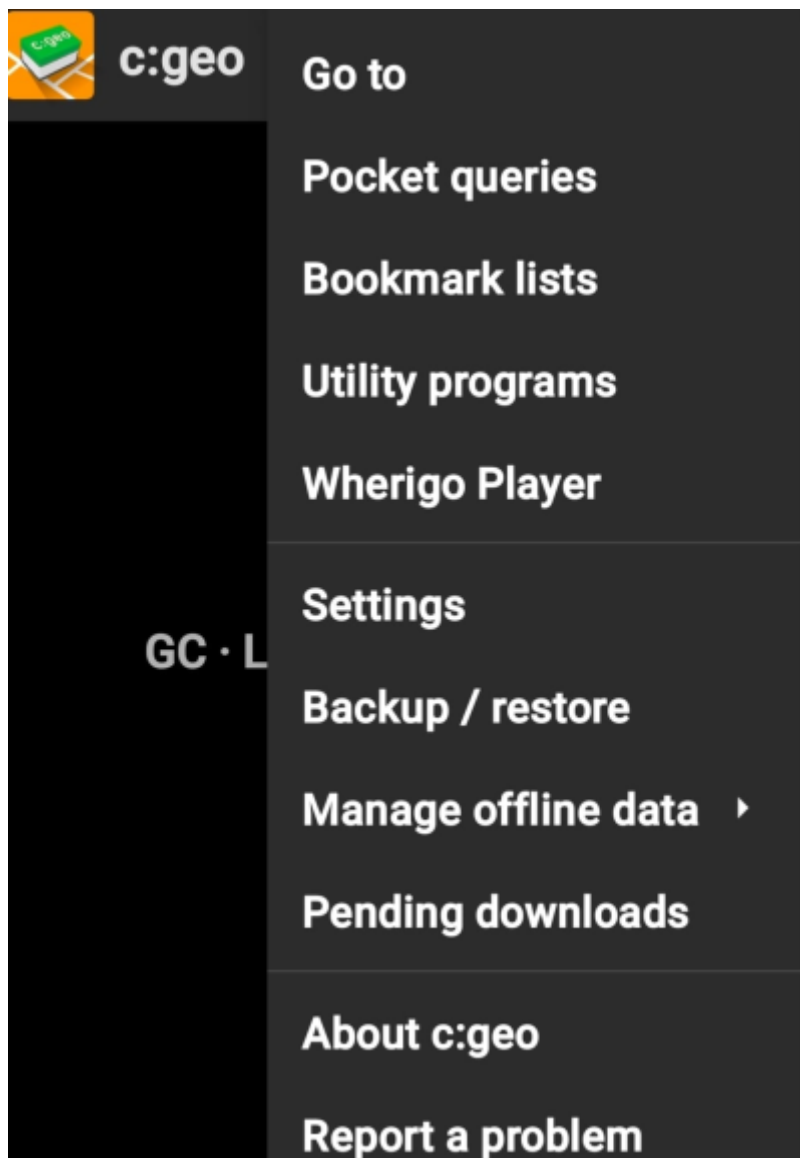 c:geo
c:geo
Go to
Pocket queries
Bookmark lists
Utility programs
Wherigo Player
Settings
GC · L
Backup / restore
Manage offline data
Pending downloads
About c:geo
Report a problem